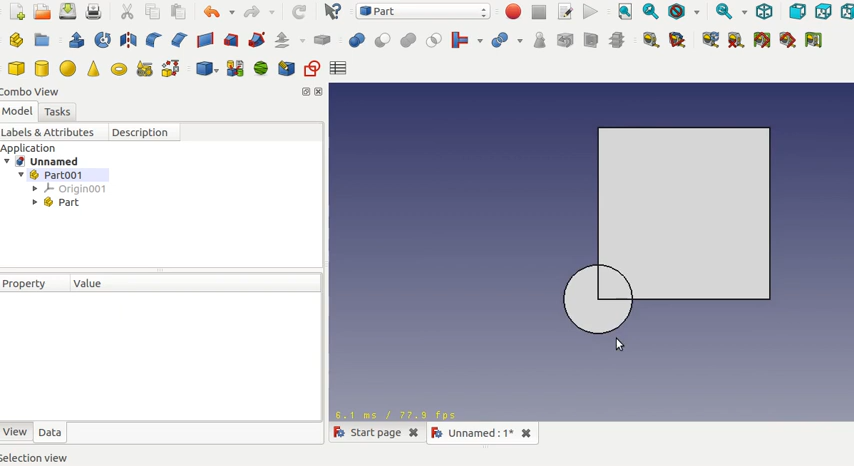 Part
Combo View
Model Tasks
Labels & Attributes Description
Application
Unnamed
Part001
Origin001
Part
Property Value
6.1 ms / 77.9 fps
View Data
Start page Unnamed : 1*
Selection view